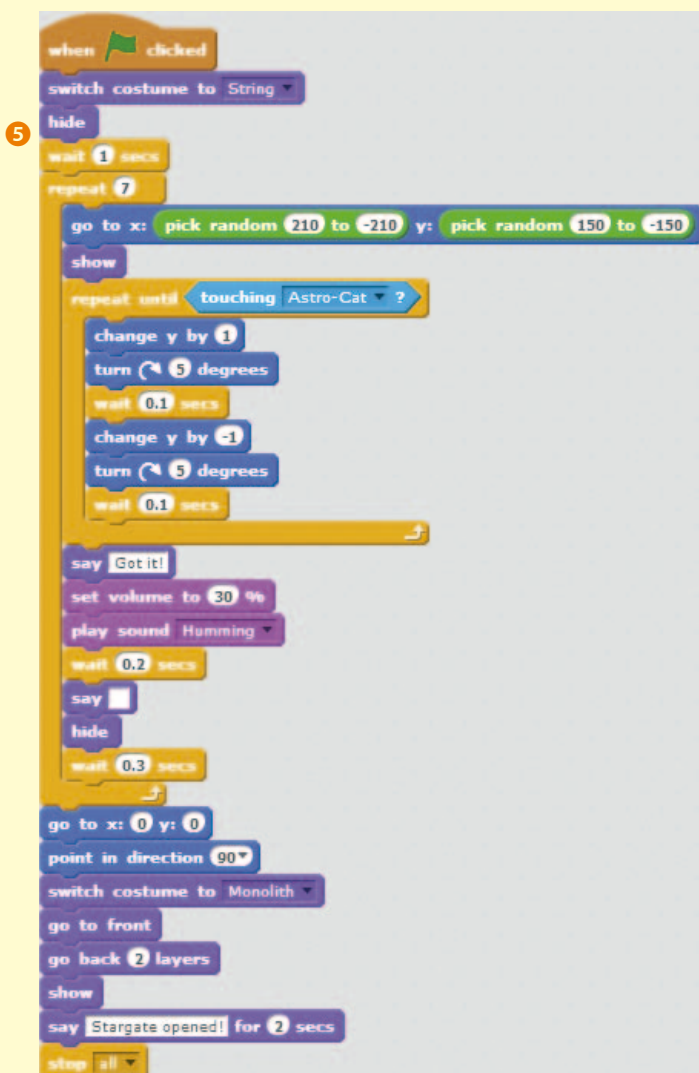 when clicked
switch costume to String
hide
5
wait 1 secs
repeat 7
go to x: pick random 210 to -210 y: pick random 150 to -150
show
repeat until touching Astro-Cat ?
change y by 1
turn 5 degrees
wait 0.1 secs
change y by -1
turn 5 degrees
wait 0.1 secs
say Got it!
set volume to 30 %
play sound Humming
wait 0.2 secs
say
hide
wait 0.3 secs
go to x: 0 y: 0
point in direction 90
switch costume to Monolith
go to front
go back 2 layers
show
say Stargate opened! for 2 secs
stop all